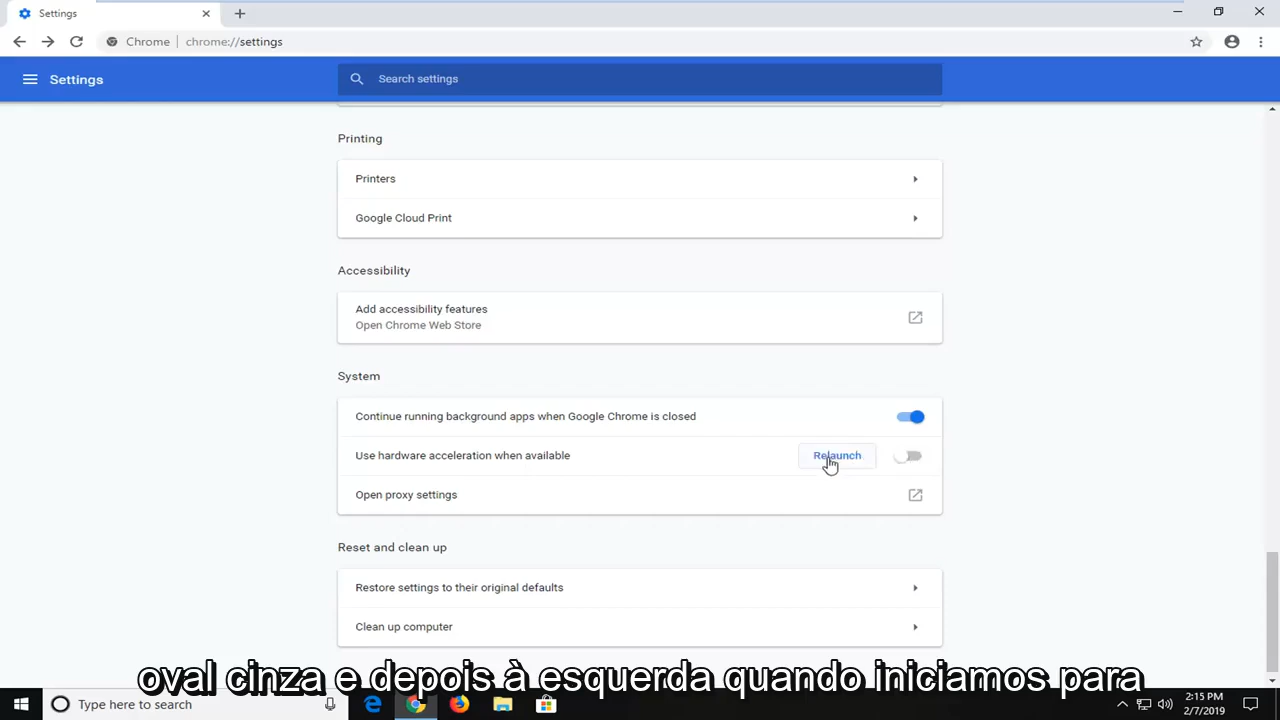 Settings
Chrome chrome://settings
Settings
Search settings
Printing
Printers
Google Cloud Print
Accessibility
Add accessibility features
Open Chrome Web Store
System
Continue running background apps when Google Chrome is closed
Use hardware acceleration when available Relaunch
Open proxy settings
Reset and clean up
Restore settings to their original defaults
Clean up computer
oval cinza e depois à esquerda quando iniciamos para
Type here to search
2:15 PM
2/7/2019